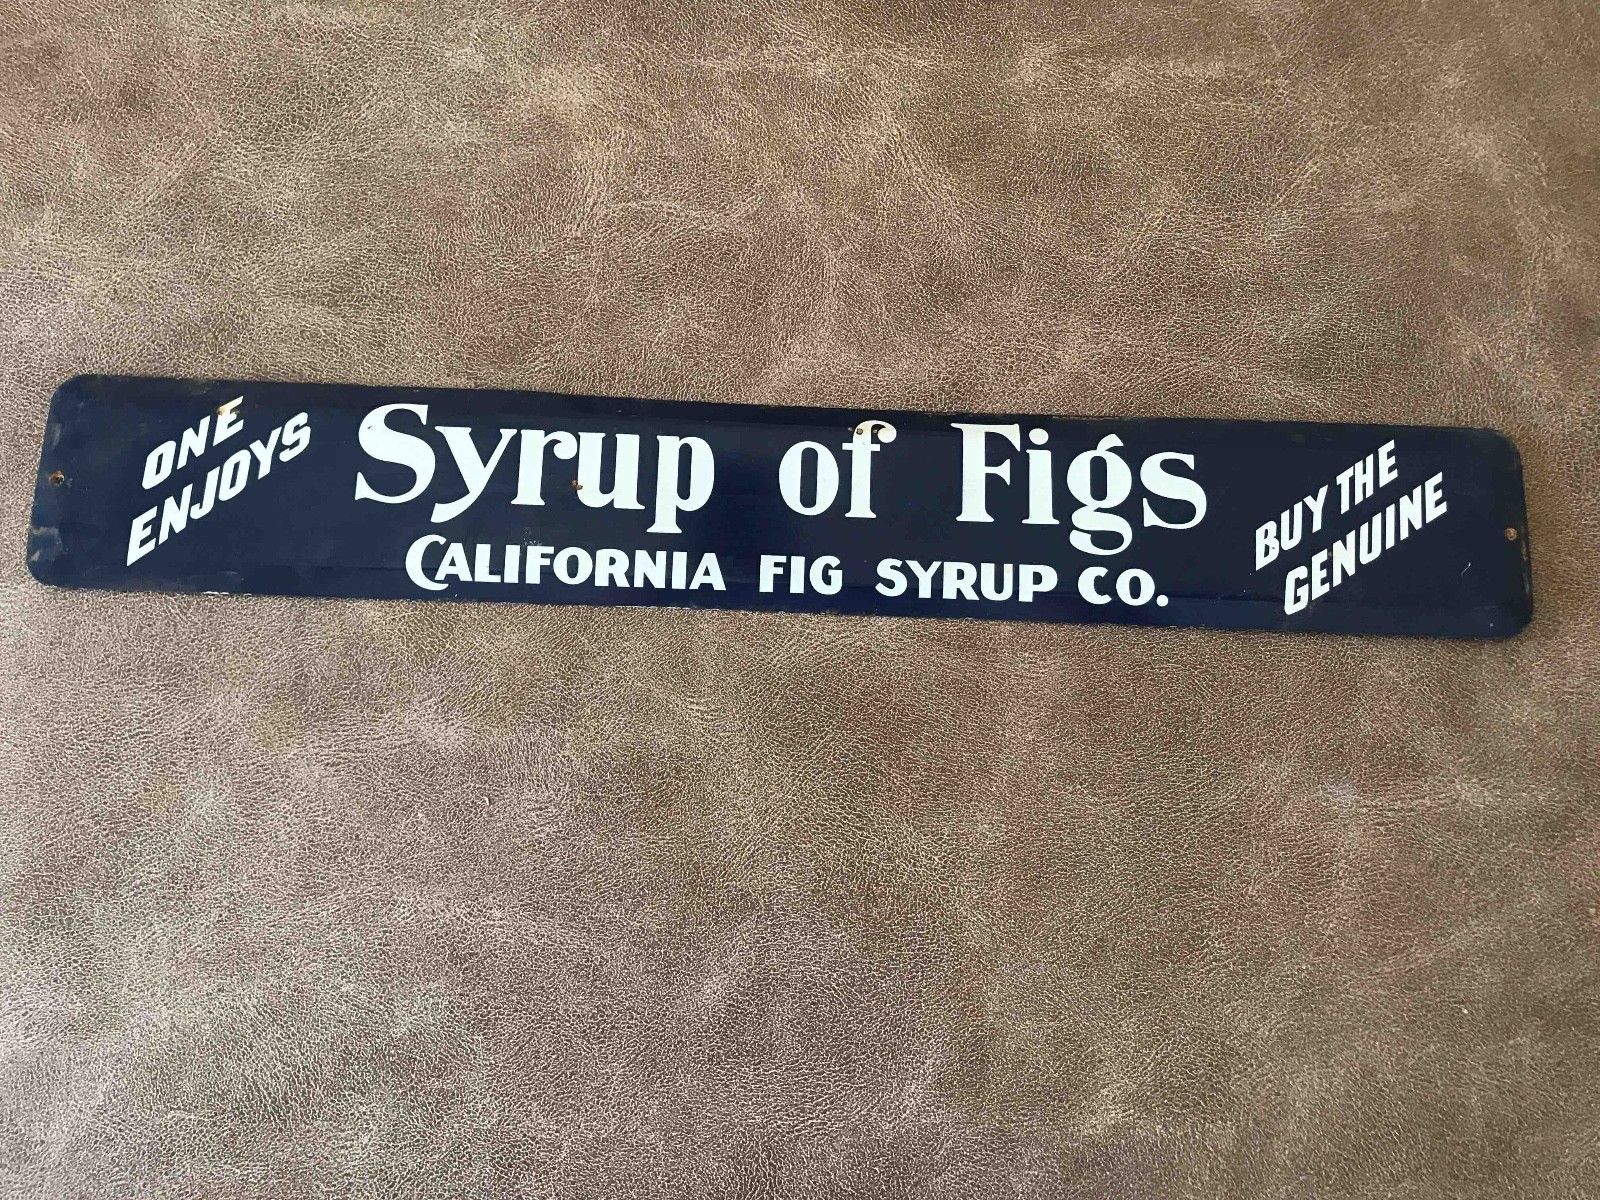 ONE
ENJOYS
Syrup of Figs
CALIFORNIA FIG SYRUP CO.
BUY THE
GENUINE